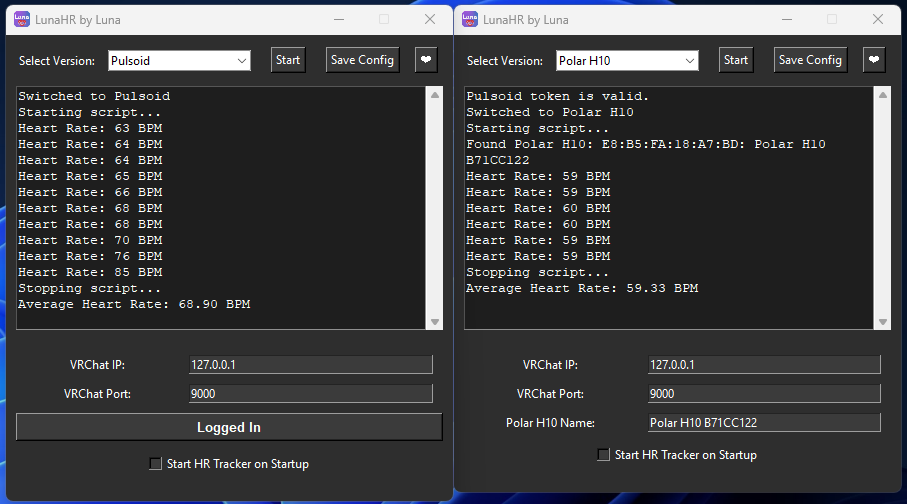 LunaHR by Luna
Select Version: Pulsoid Start Save Config ❤
Switched to Pulsoid
Starting script...
Heart Rate: 63 BPM
Heart Rate: 64 BPM
Heart Rate: 64 BPM
Heart Rate: 65 BPM
Heart Rate: 66 BPM
Heart Rate: 68 BPM
Heart Rate: 68 BPM
Heart Rate: 70 BPM
Heart Rate: 76 BPM
Heart Rate: 85 BPM
Stopping script...
Average Heart Rate: 68.90 BPM
VRChat IP: 127.0.0.1
VRChat Port: 9000
Logged In
Start HR Tracker on Startup
LunaHR by Luna
Select Version: Polar H10 Start Save Config ❤
Pulsoid token is valid.
Switched to Polar H10
Starting script...
Found Polar H10: E8:B5:FA:18:A7:BD: Polar H10
B71CC122
Heart Rate: 59 BPM
Heart Rate: 59 BPM
Heart Rate: 60 BPM
Heart Rate: 60 BPM
Heart Rate: 59 BPM
Heart Rate: 59 BPM
Stopping script...
Average Heart Rate: 59.33 BPM
VRChat IP: 127.0.0.1
VRChat Port: 9000
Polar H10 Name: Polar H10 B71CC122
Start HR Tracker on Startup